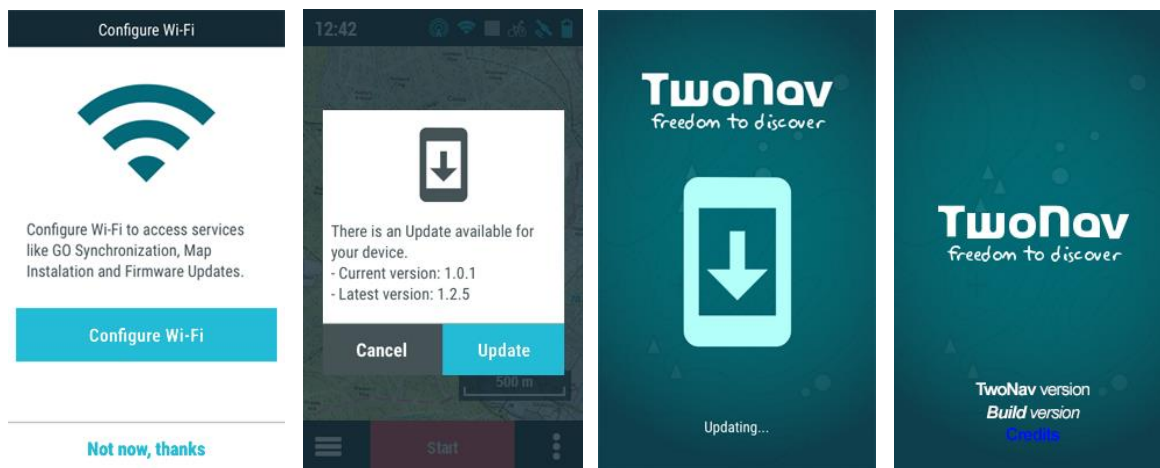 Configure Wi-Fi
Configure Wi-Fi to access services
like GO Synchronization, Map
Instalation and Firmware Updates.
Configure Wi-Fi
Not now, thanks
12:42
There is an Update available for
your device.
- Current version: 1.0.1
- Latest version: 1.2.5
Cancel
Update
500 m
Start
TwoNav
freedom to discover
Updating...
TwoNav
freedom to discover
TwoNav version
Build version
Credits